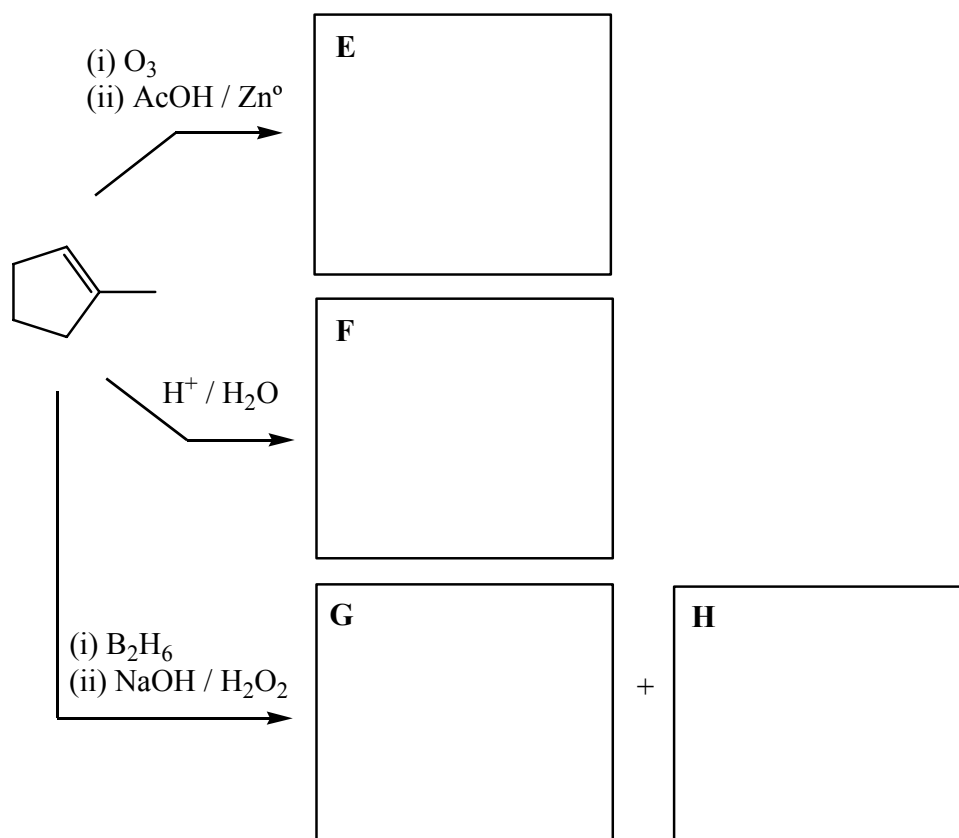 (i) O₃
(ii) AcOH / Znº
E
H⁺ / H₂O
F
(i) B₂H₆
(ii) NaOH / H₂O₂
G
+
H